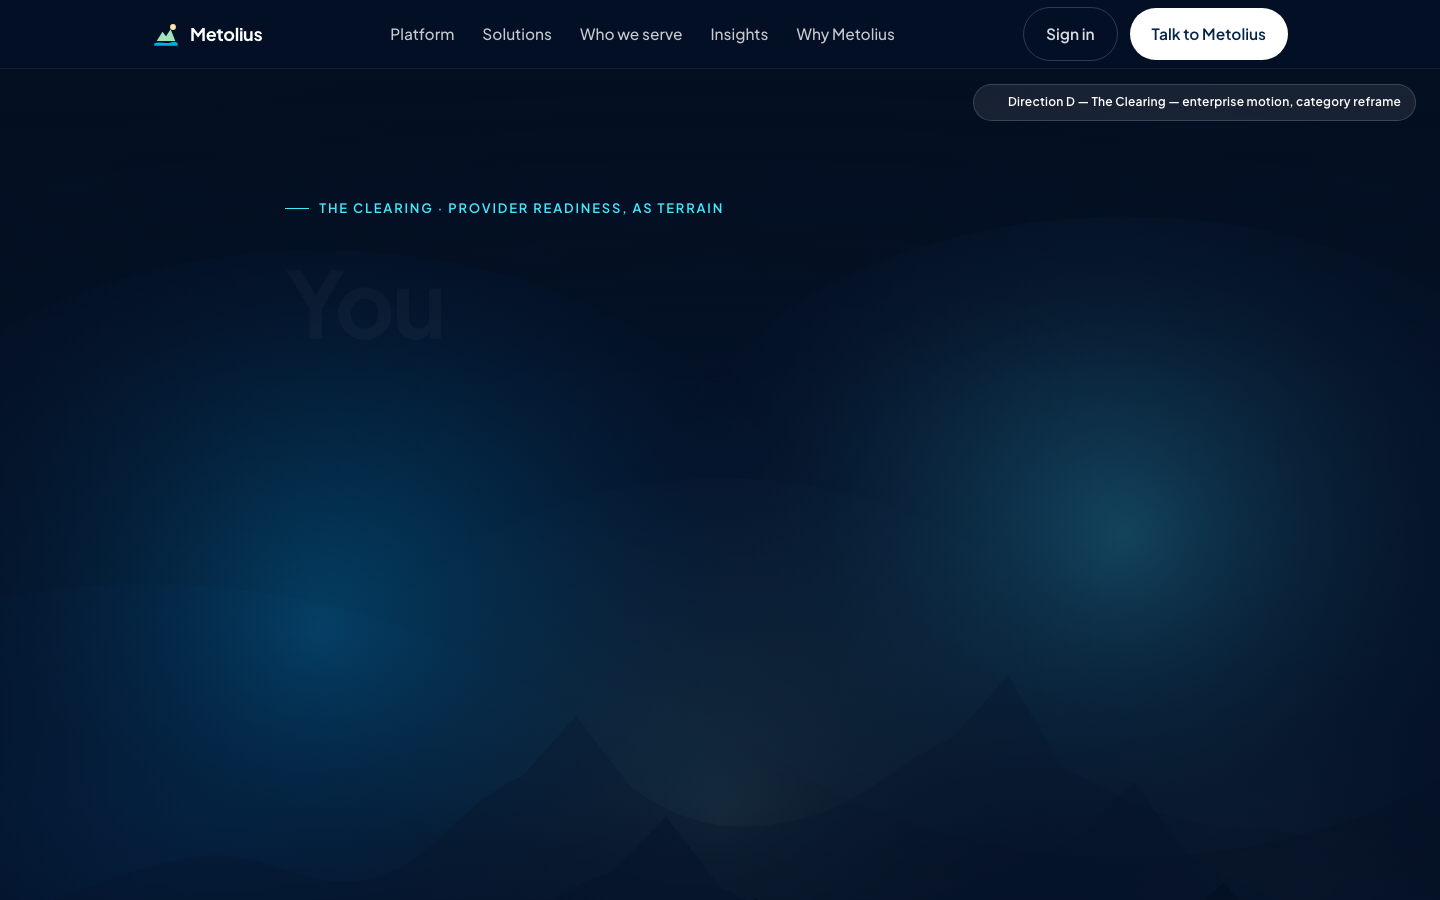 Metolius
Platform
Solutions
Who we serve
Insights
Why Metolius
Sign in
Talk to Metolius
Direction D — The Clearing — enterprise motion, category reframe
THE CLEARING · PROVIDER READINESS, AS TERRAIN
You